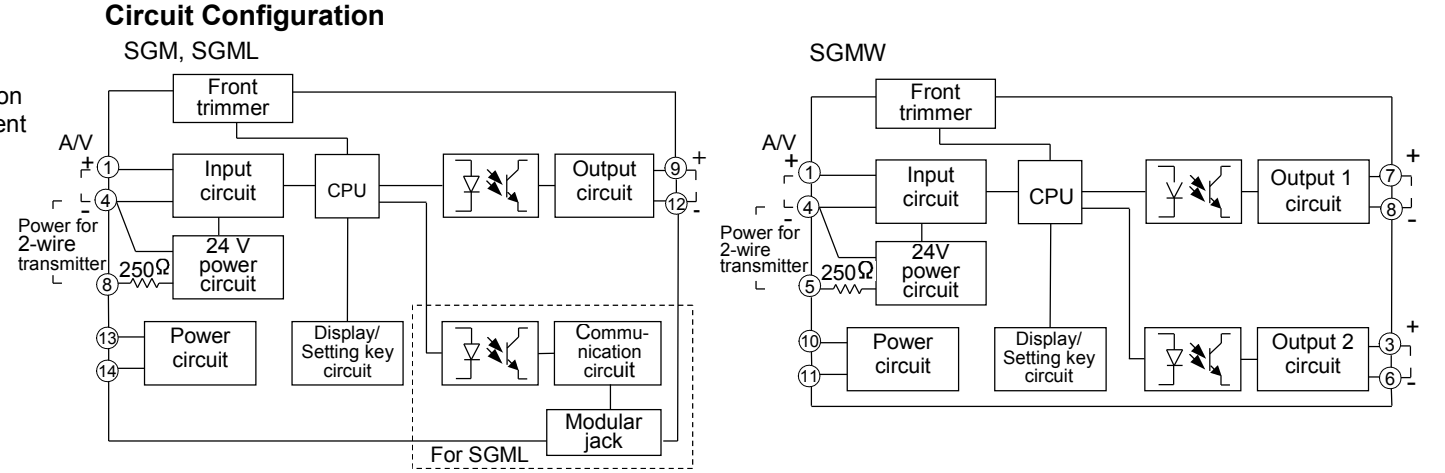 Circuit Configuration
SGM, SGML
on
ent
Front
trimmer
A/V
+
1
Input
circuit
CPU
Output
circuit
9
+
4
-
12
-
Power for
2-wire
transmitter
250Ω
8
24 V
power
circuit
13
14
Power
circuit
Display/
Setting key
circuit
Commu-
nication
circuit
Modular
jack
For SGML
SGMW
Front
trimmer
A/V
+
1
Input
circuit
CPU
Output 1
circuit
+
7
4
-
8
-
Power for
2-wire
transmitter
250Ω
5
24V
power
circuit
10
11
Power
circuit
Display/
Setting key
circuit
Output 2
circuit
+
3
6
-